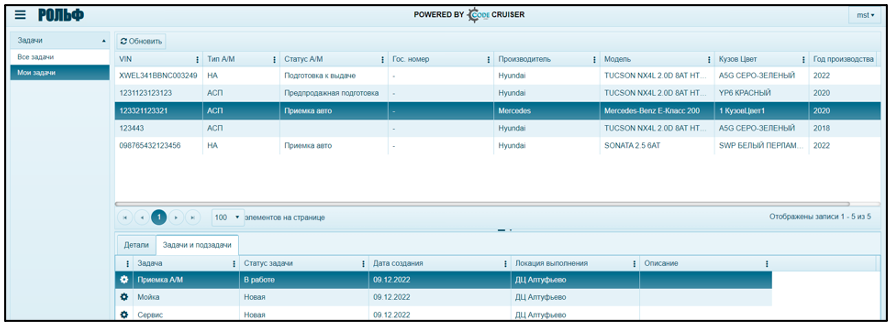 РОЛЬФ POWERED BY CODE CRUISER mst
Задачи
Все задачи
Мои задачи
Обновить
VIN Тип А/М Статус А/М Гос. номер Производитель Модель Кузов Цвет Год производства
XWEL341BBNC003249 НА Подготовка к выдаче - Hyundai TUCSON NX4L 2.0D 8AT HT... A5G СЕРО-ЗЕЛЕНЫЙ 2022
1231123123123 АСП Предпродажная подготовка - Hyundai TUCSON NX4L 2.0D 8AT HT... YP6 КРАСНЫЙ 2020
123321123321 АСП Приемка авто - Mercedes Mercedes-Benz E-Класс 200 1 КузовЦвет1 2020
123443 АСП - Hyundai TUCSON NX4L 2.0D 8AT HT... A5G СЕРО-ЗЕЛЕНЫЙ 2018
098765432123456 НА Приемка авто - Hyundai SONATA 2.5 6AT SWP БЕЛЫЙ ПЕРЛАМ... 2022
1 100 элементов на странице Отображены записи 1 - 5 из 5
Детали Задачи и подзадачи
Задача Статус задачи Дата создания Локация выполнения Описание
Приемка А/М В работе 09.12.2022 ДЦ Алтуфьево
Мойка Новая 09.12.2022 ДЦ Алтуфьево
Сервис Новая 09.12.2022 ДЦ Алтуфьево